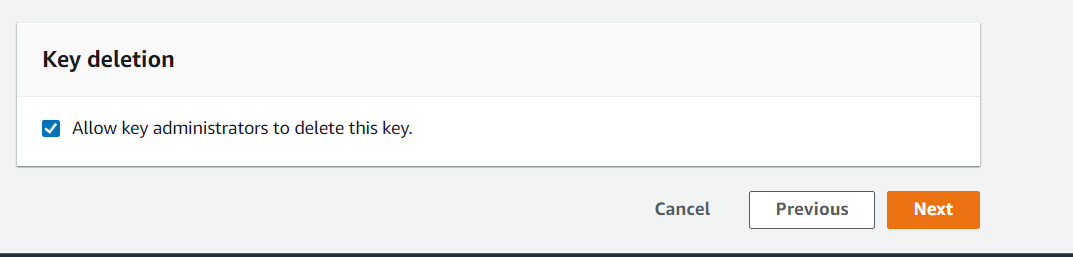 Key deletion
Allow key administrators to delete this key.
Cancel Previous Next